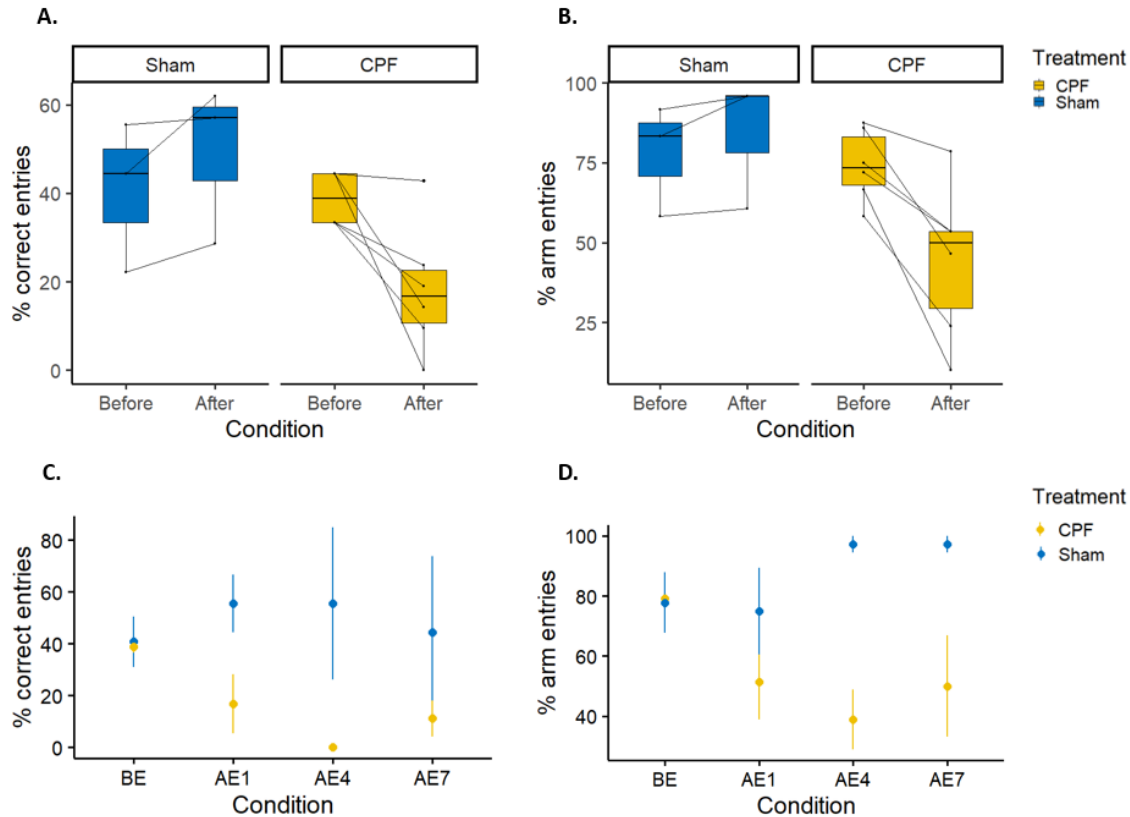 A.
B.
Sham CPF
Sham CPF
Treatment
CPF
Sham
% correct entries
60
40
20
0
% arm entries
100
75
50
25
Before After Before After
Before After Before After
Condition
Condition
C.
D.
Treatment
CPF
Sham
% correct entries
80
60
40
20
0
% arm entries
100
80
60
40
BE AE1 AE4 AE7
BE AE1 AE4 AE7
Condition
Condition